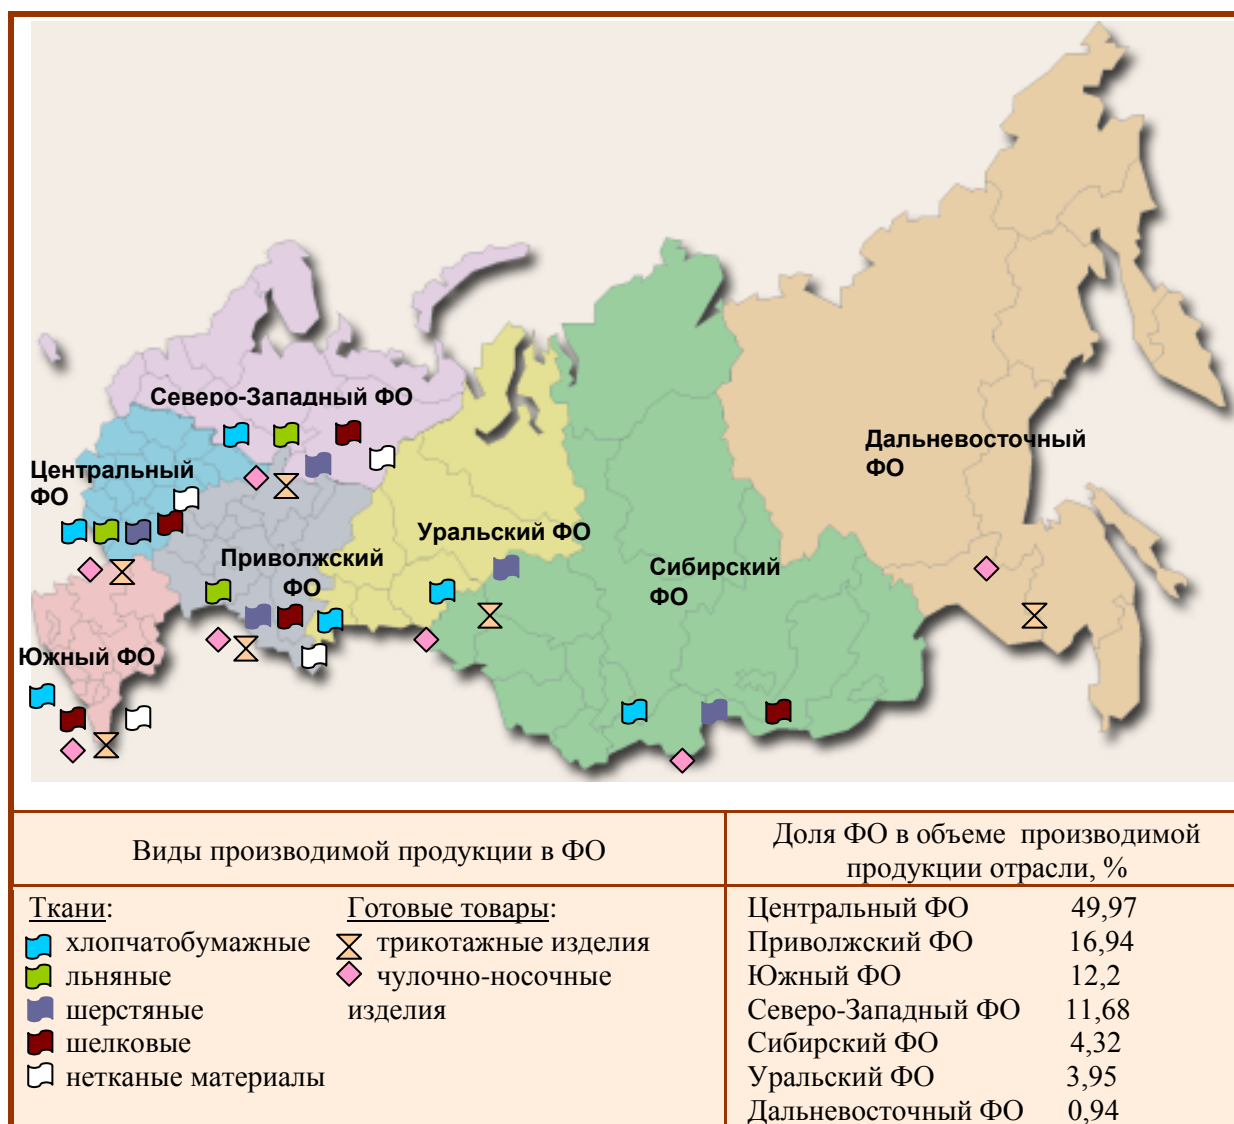 Северо-Западный ФО
Центральный
ФО
Дальневосточный
ФО
Уральский ФО
Приволжский
ФО
Сибирский
ФО
Южный ФО
Виды производимой продукции в ФО
Доля ФО в объеме производимой
продукции отрасли, %
Ткани:
хлопчатобумажные
льняные
шерстяные
шелковые
нетканые материалы
Готовые товары:
трикотажные изделия
чулочно-носочные
изделия
Центральный ФО 49,97
Приволжский ФО 16,94
Южный ФО 12,2
Северо-Западный ФО 11,68
Сибирский ФО 4,32
Уральский ФО 3,95
Дальневосточный ФО 0,94